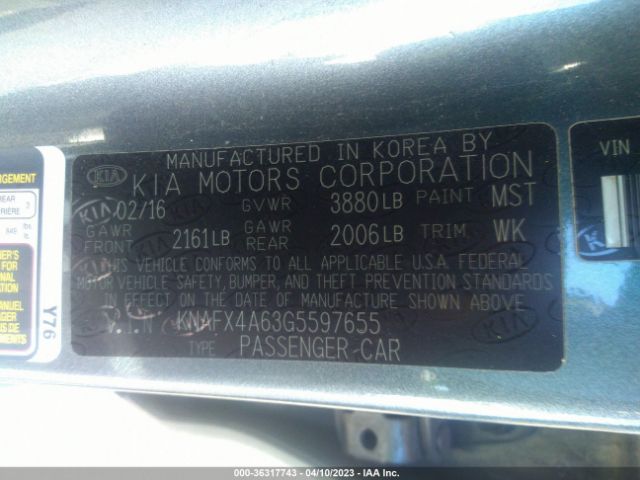 MANUFACTURED IN KOREA BY
KIA KIA MOTORS CORPORATION
02/16 GVWR 3880LB PAINT MST
GAWR FRONT 2161LB GAWR REAR 2006LB TRIM WK
THIS VEHICLE CONFORMS TO ALL APPLICABLE U.S.A. FEDERAL
MOTOR VEHICLE SAFETY, BUMPER, AND THEFT PREVENTION STANDARDS
IN EFFECT ON THE DATE OF MANUFACTURE SHOWN ABOVE.
V.I.N : KNAFX4A63G5597655
TYPE : PASSENGER CAR
VIN
Y76
REAR
000-36317743 - 04/10/2023 - IAA Inc.